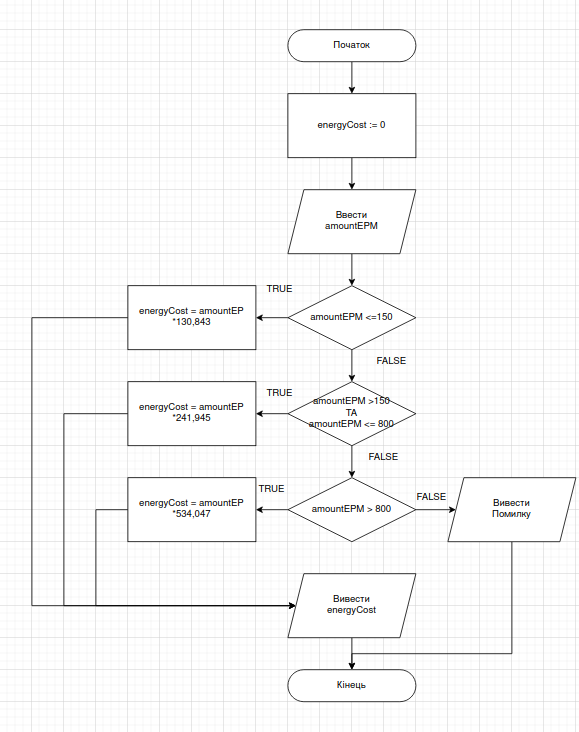 Початок
energyCost := 0
Ввести
amountEPM
TRUE
energyCost = amountEP
*130,843
amountEPM <=150
FALSE
TRUE
energyCost = amountEP
*241,945
amountEPM >150
ТА
amountEPM <= 800
FALSE
TRUE
energyCost = amountEP
*534,047
amountEPM > 800
FALSE
Вивести
Помилку
Вивести
energyCost
Кінець